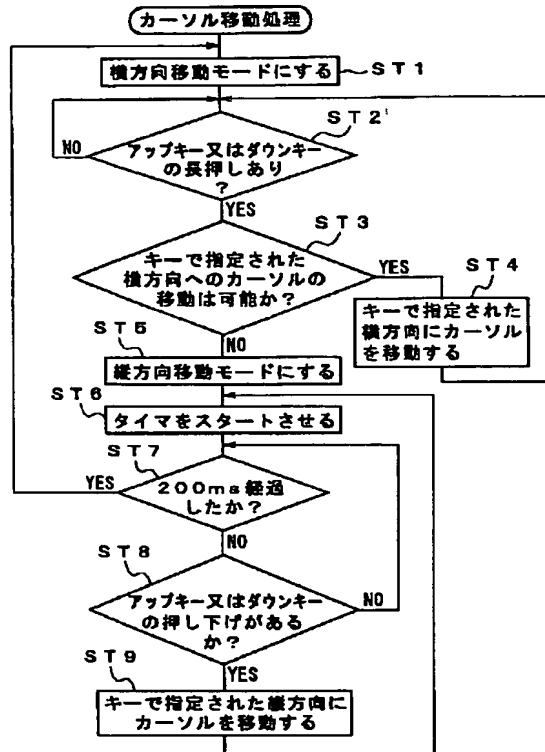 カーソル移動処理
横方向移動モードにする
ST1
ST2'
アップキー又はダウンキー
の長押しあり
?
NO
YES
ST3
キーで指定された
横方向へのカーソルの
移動は可能か?
YES
ST4
キーで指定された
横方向にカーソル
を移動する
NO
ST5
縦方向移動モードにする
ST6
タイマをスタートさせる
ST7
200ms経過
したか?
YES
NO
ST8
アップキー又はダウンキー
の押し下げがある
か?
NO
YES
ST9
キーで指定された縦方向に
カーソルを移動する